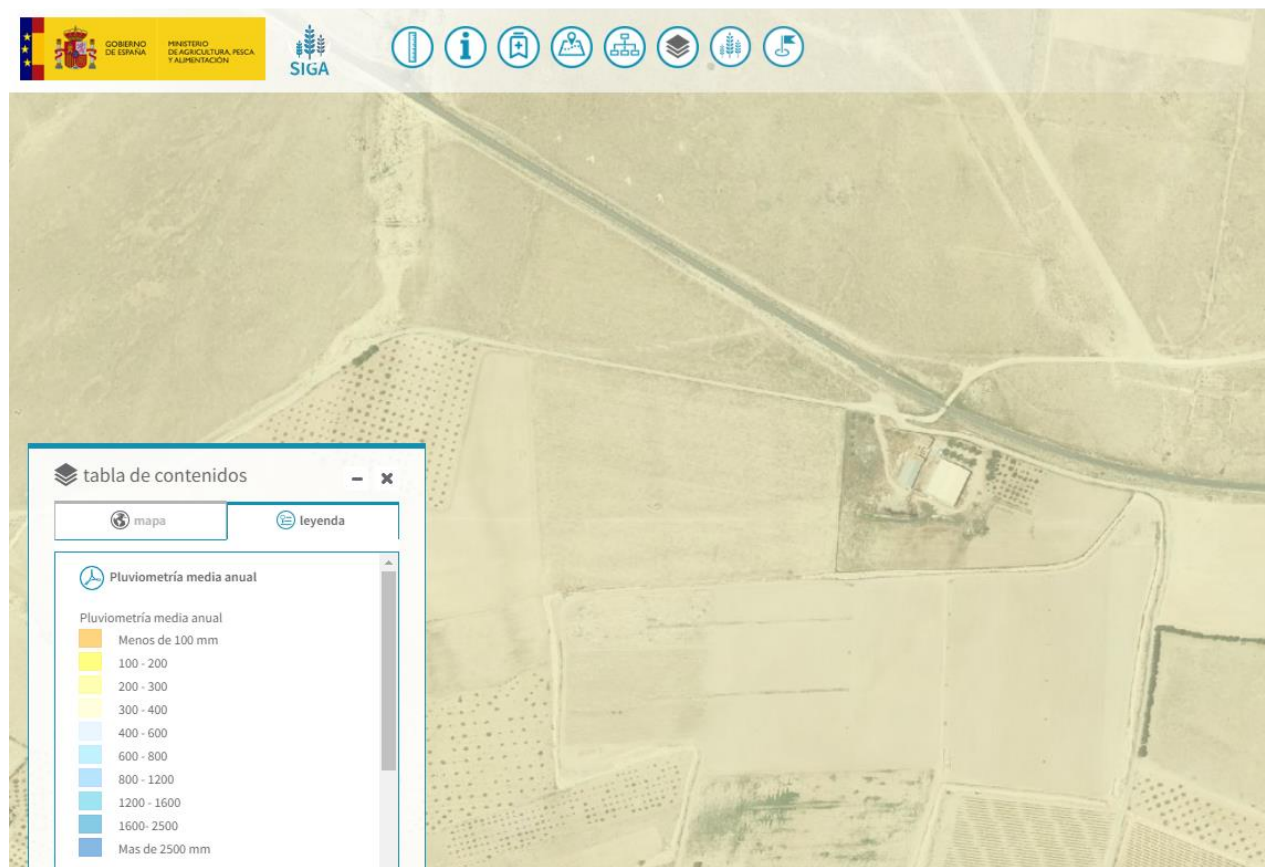 GOBIERNO
DE ESPAÑA
MINISTERIO
DE AGRICULTURA, PESCA
Y ALIMENTACIÓN
SIGA
tabla de contenidos
mapa
leyenda
Pluviometría media anual
Pluviometría media anual
Menos de 100 mm
100 - 200
200 - 300
300 - 400
400 - 600
600 - 800
800 - 1200
1200 - 1600
1600- 2500
Mas de 2500 mm